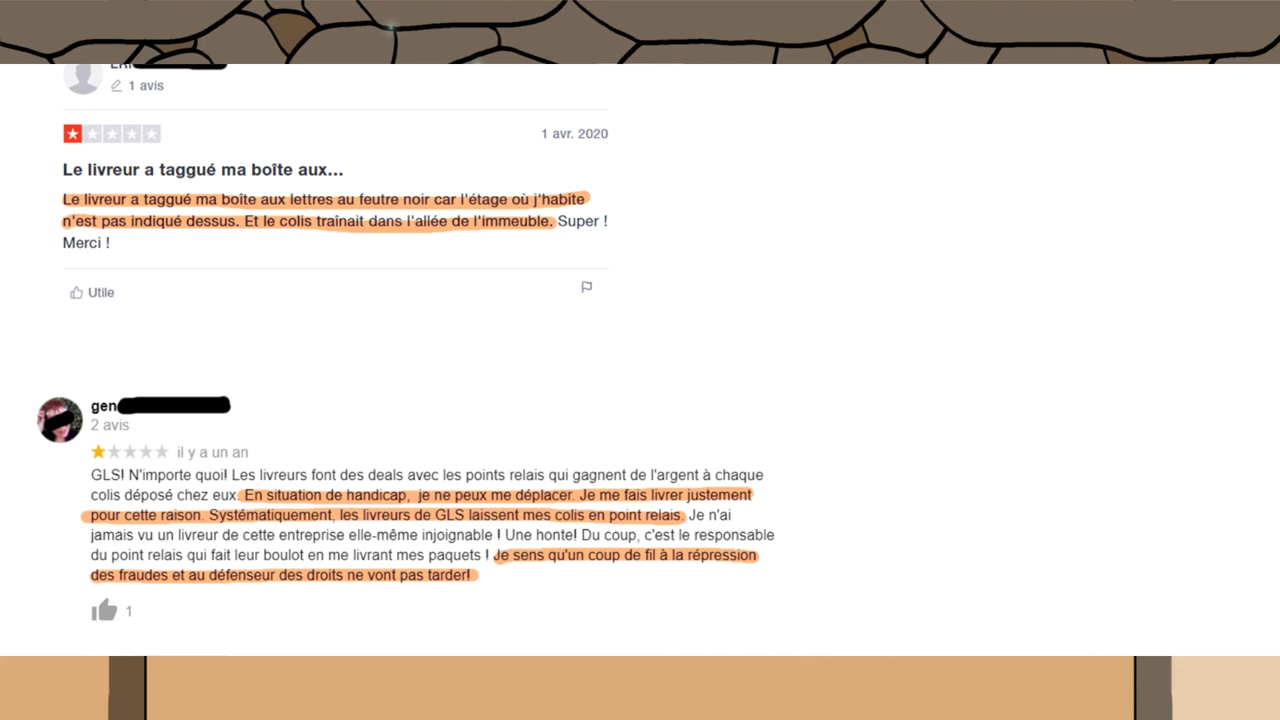 1 avis
1 avr. 2020
Le livreur a taggué ma boîte aux...
Le livreur a taggué ma boîte aux lettres au feutre noir car l'étage où j'habite
n'est pas indiqué dessus. Et le colis traînait dans l'allée de l'immeuble. Super !
Merci !
Utile
gen
2 avis
il y a un an
GLS! N'importe quoi! Les livreurs font des deals avec les points relais qui gagnent de l'argent à chaque
colis déposé chez eux. En situation de handicap, je ne peux me déplacer. Je me fais livrer justement
pour cette raison. Systématiquement, les livreurs de GLS laissent mes colis en point relais. Je n'ai
jamais vu un livreur de cette entreprise elle-même injoignable ! Une honte! Du coup, c'est le responsable
du point relais qui fait leur boulot en me livrant mes paquets ! Je sens qu'un coup de fil à la répression
des fraudes et au défenseur des droits ne vont pas tarder!
1